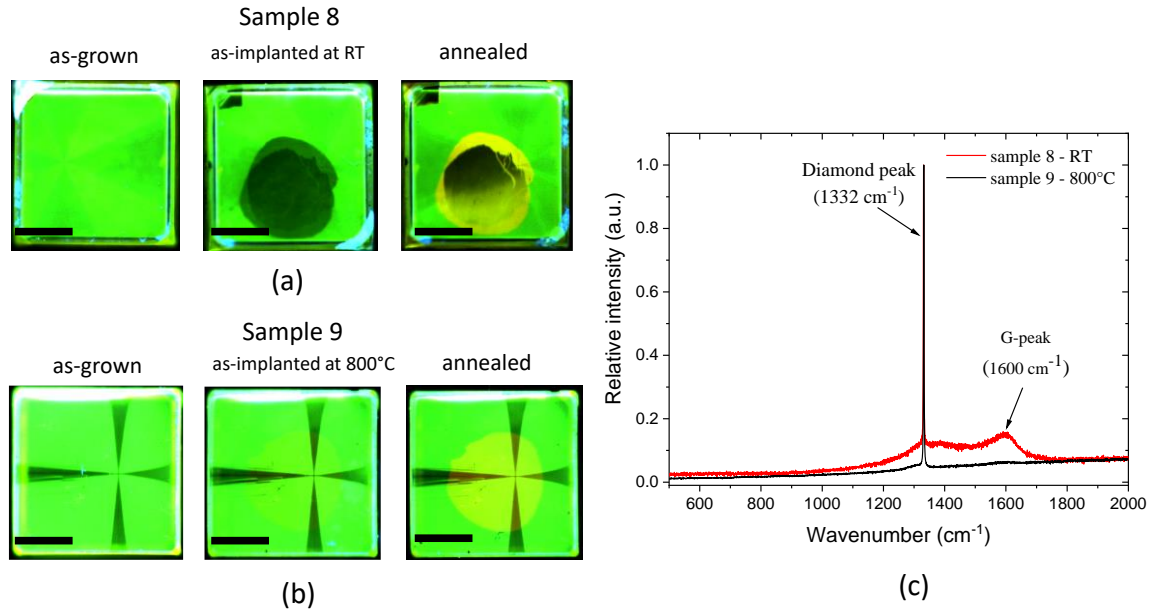 Sample 8
as-grown
as-implanted at RT
annealed
(a)
Sample 9
as-grown
as-implanted at 800°C
annealed
(b)
Relative intensity (a.u.)
1.0
0.8
0.6
0.4
0.2
0.0
Diamond peak
(1332 cm⁻¹)
sample 8 - RT
sample 9 - 800°C
G-peak
(1600 cm⁻¹)
600 800 1000 1200 1400 1600 1800 2000
Wavenumber (cm⁻¹)
(c)